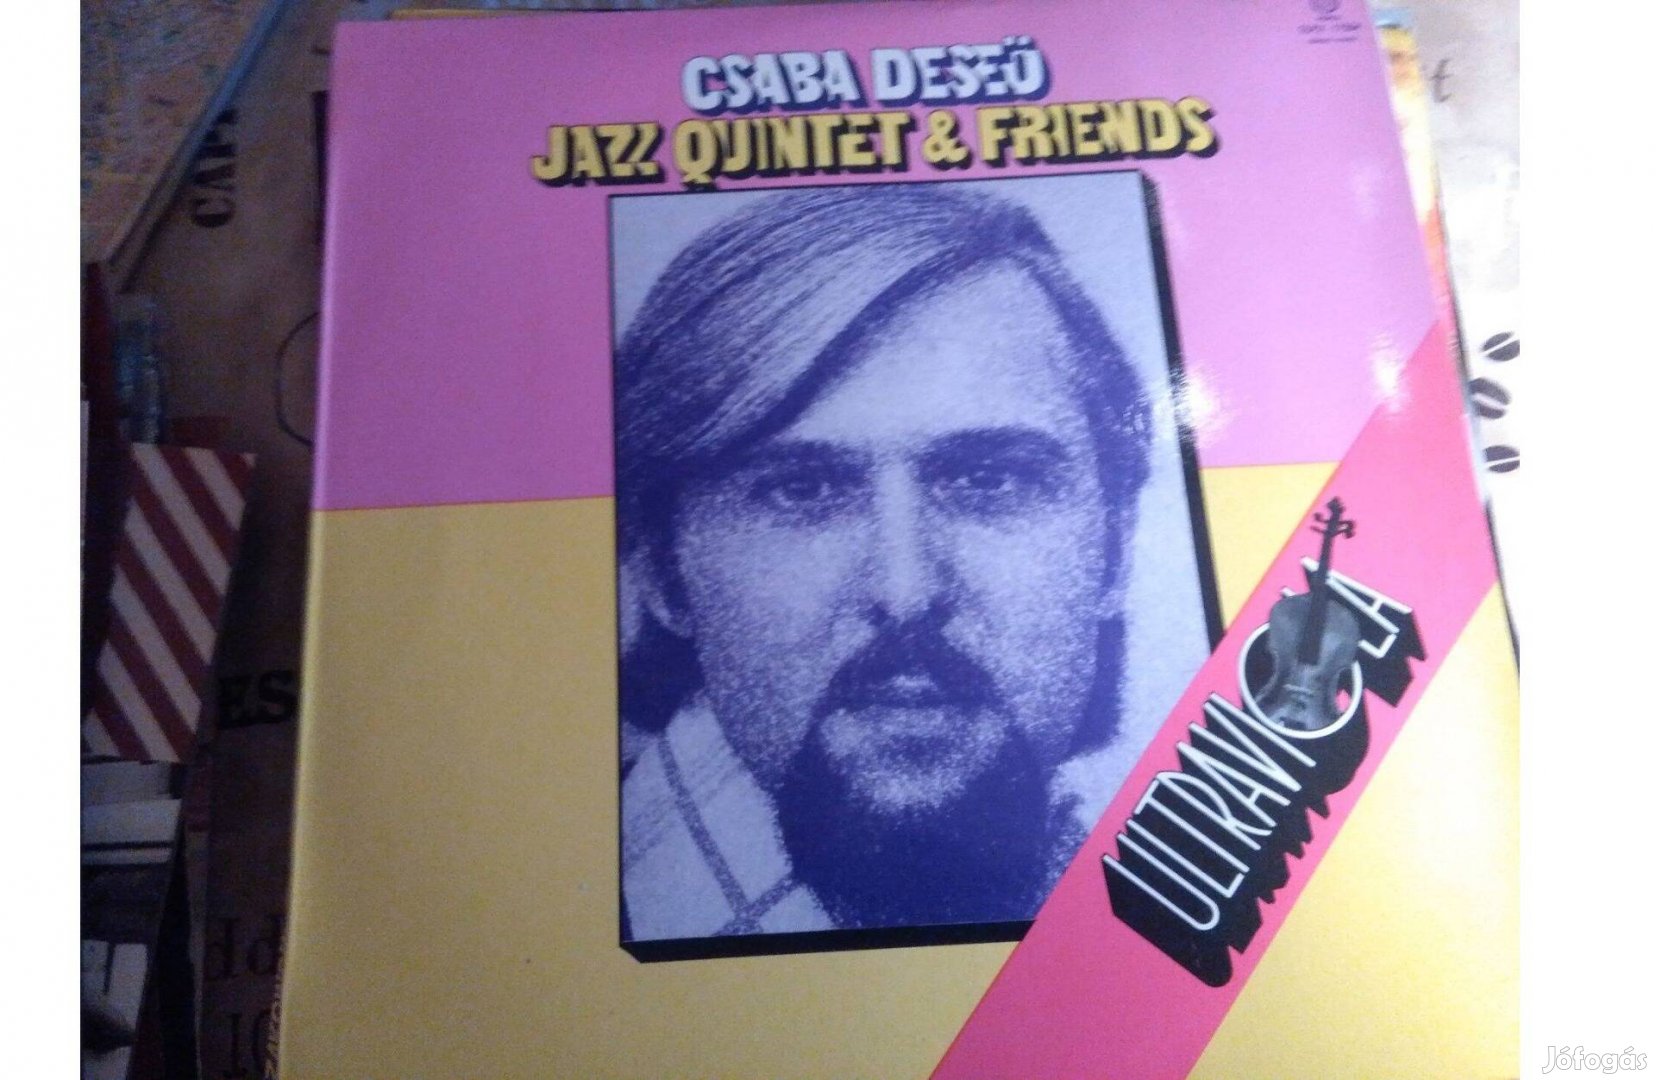 CSABA DESEŐ
JAZZ QUINTET & FRIENDS
ULTRAVIOLA
Jófogás